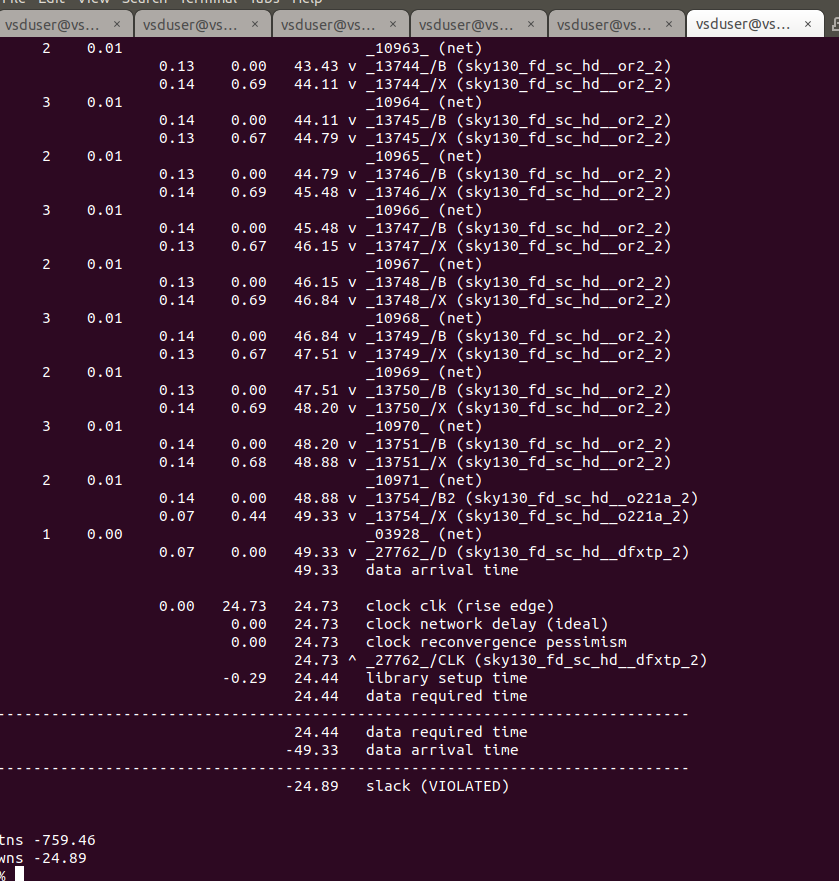 File Edit View Search Terminal Tabs Help
vsduser@vs... × vsduser@vs... × vsduser@vs... × vsduser@vs... × vsduser@vs... × vsduser@vs... ×
2 0.01 _10963_ (net)
0.13 0.00 43.43 v _13744_/B (sky130_fd_sc_hd__or2_2)
0.14 0.69 44.11 v _13744_/X (sky130_fd_sc_hd__or2_2)
3 0.01 _10964_ (net)
0.14 0.00 44.11 v _13745_/B (sky130_fd_sc_hd__or2_2)
0.13 0.67 44.79 v _13745_/X (sky130_fd_sc_hd__or2_2)
2 0.01 _10965_ (net)
0.13 0.00 44.79 v _13746_/B (sky130_fd_sc_hd__or2_2)
0.14 0.69 45.48 v _13746_/X (sky130_fd_sc_hd__or2_2)
3 0.01 _10966_ (net)
0.14 0.00 45.48 v _13747_/B (sky130_fd_sc_hd__or2_2)
0.13 0.67 46.15 v _13747_/X (sky130_fd_sc_hd__or2_2)
2 0.01 _10967_ (net)
0.13 0.00 46.15 v _13748_/B (sky130_fd_sc_hd__or2_2)
0.14 0.69 46.84 v _13748_/X (sky130_fd_sc_hd__or2_2)
3 0.01 _10968_ (net)
0.14 0.00 46.84 v _13749_/B (sky130_fd_sc_hd__or2_2)
0.13 0.67 47.51 v _13749_/X (sky130_fd_sc_hd__or2_2)
2 0.01 _10969_ (net)
0.13 0.00 47.51 v _13750_/B (sky130_fd_sc_hd__or2_2)
0.14 0.69 48.20 v _13750_/X (sky130_fd_sc_hd__or2_2)
3 0.01 _10970_ (net)
0.14 0.00 48.20 v _13751_/B (sky130_fd_sc_hd__or2_2)
0.14 0.68 48.88 v _13751_/X (sky130_fd_sc_hd__or2_2)
2 0.01 _10971_ (net)
0.14 0.00 48.88 v _13754_/B2 (sky130_fd_sc_hd__o221a_2)
0.07 0.44 49.33 v _13754_/X (sky130_fd_sc_hd__o221a_2)
1 0.00 _03928_ (net)
0.07 0.00 49.33 v _27762_/D (sky130_fd_sc_hd__dfxtp_2)
49.33 data arrival time
0.00 24.73 24.73 clock clk (rise edge)
0.00 24.73 clock network delay (ideal)
0.00 24.73 clock reconvergence pessimism
24.73 ^ _27762_/CLK (sky130_fd_sc_hd__dfxtp_2)
-0.29 24.44 library setup time
24.44 data required time
-----------------------------------------------------------------------------
24.44 data required time
-49.33 data arrival time
-----------------------------------------------------------------------------
-24.89 slack (VIOLATED)
tns -759.46
wns -24.89
%